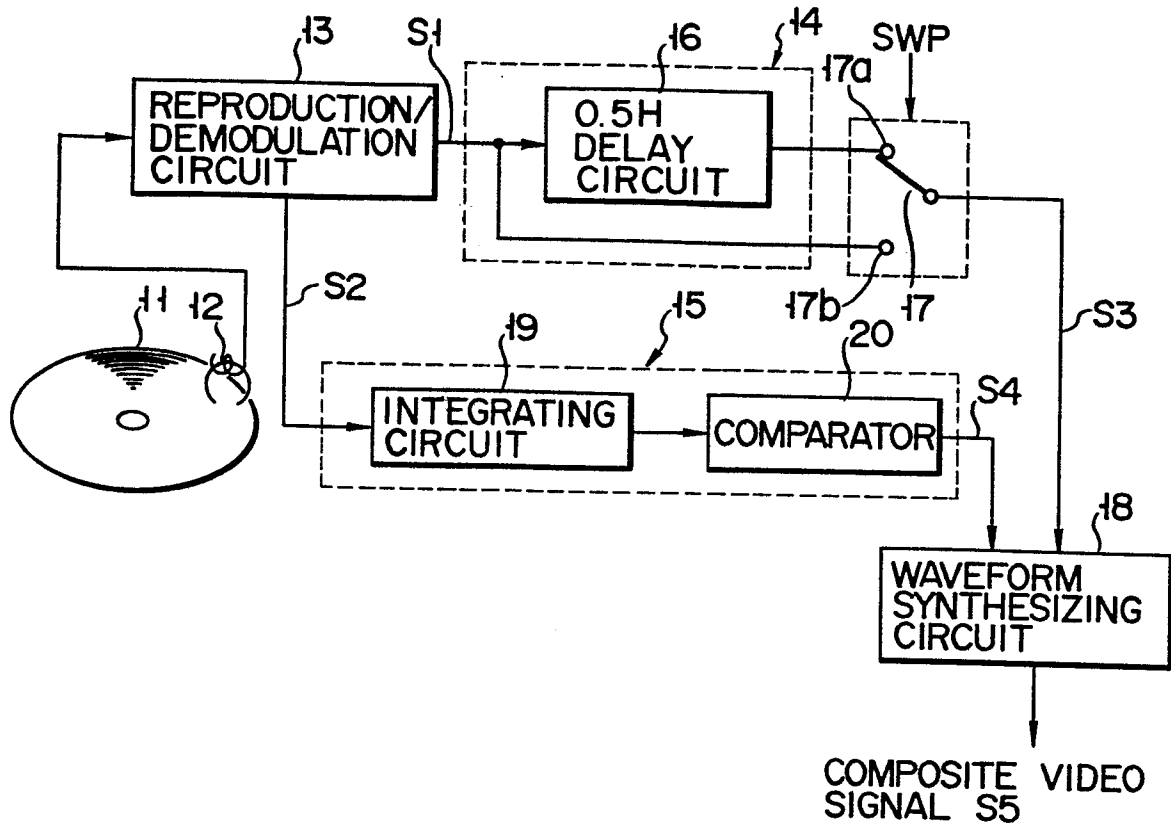 13
S1
16
14
SWP
17a
REPRODUCTION/
DEMODULATION
CIRCUIT
0.5H
DELAY
CIRCUIT
17b
17
S2
S3
11
12
19
15
20
S4
INTEGRATING
CIRCUIT
COMPARATOR
18
WAVEFORM
SYNTHESIZING
CIRCUIT
COMPOSITE VIDEO
SIGNAL S5